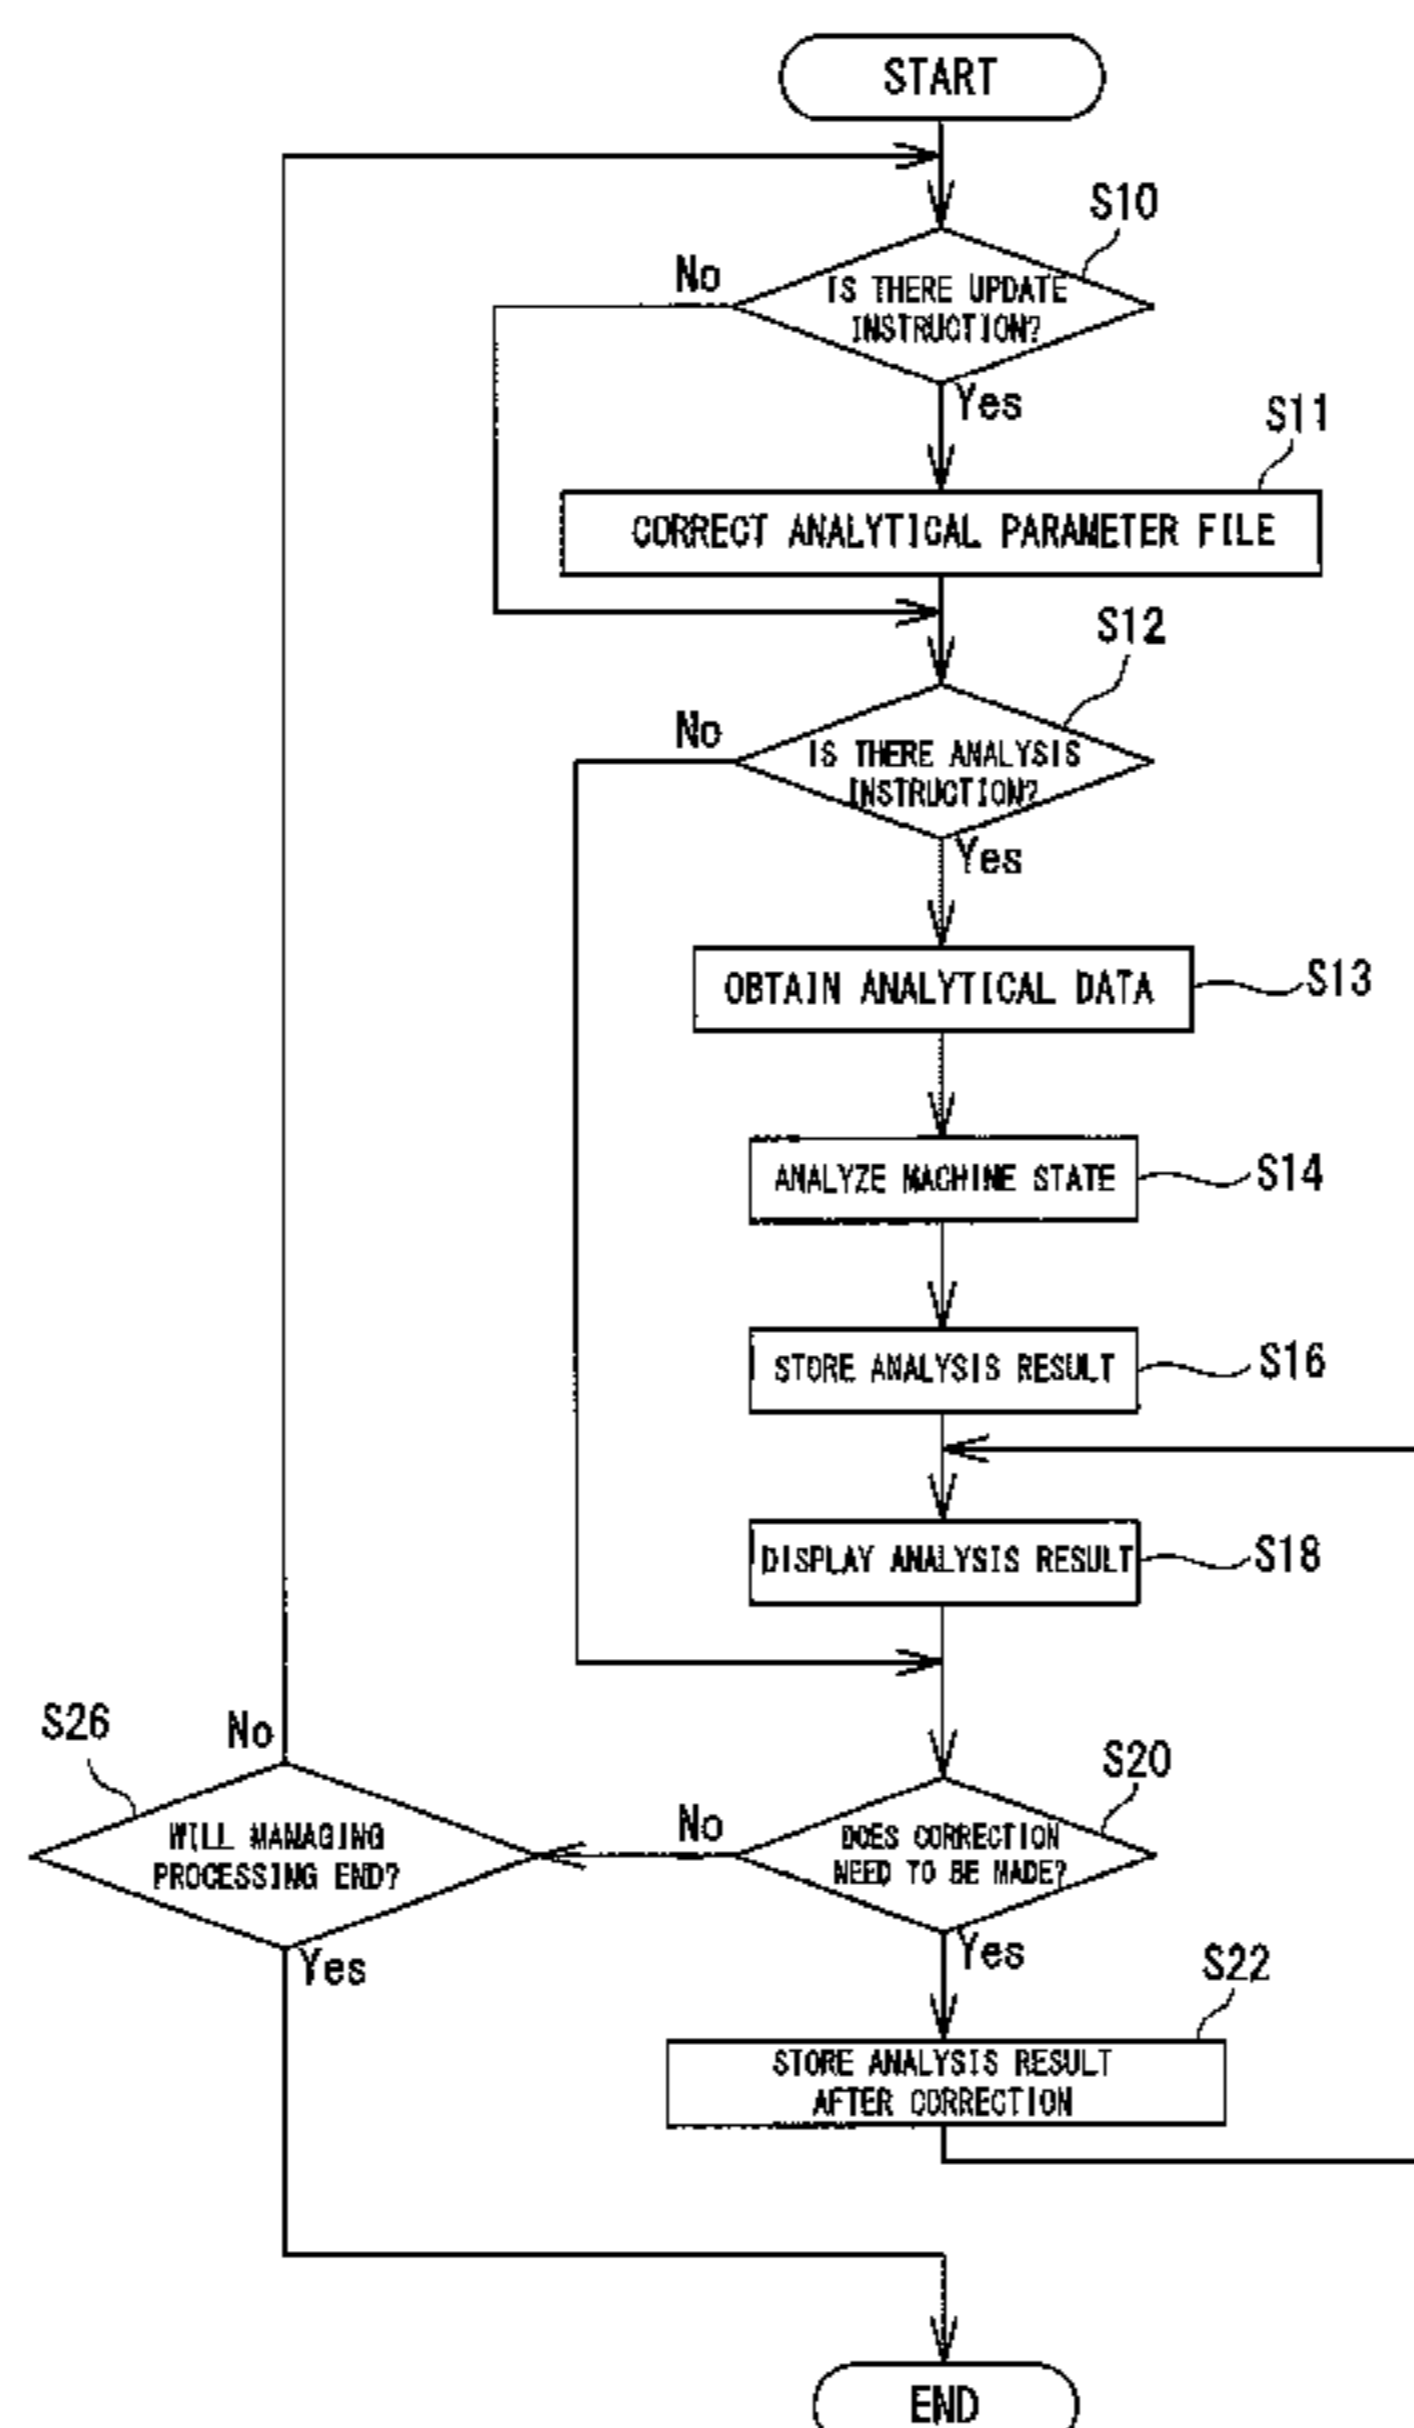 START
S10
No
IS THERE UPDATE
INSTRUCTION?
Yes
S11
CORRECT ANALYTICAL PARAMETER FILE
S12
No
IS THERE ANALYSIS
INSTRUCTION?
Yes
OBTAIN ANALYTICAL DATA
S13
ANALYZE MACHINE STATE
S14
STORE ANALYSIS RESULT
S16
DISPLAY ANALYSIS RESULT
S18
S26
No
WILL MANAGING
PROCESSING END?
Yes
S20
No
DOES CORRECTION
NEED TO BE MADE?
Yes
S22
STORE ANALYSIS RESULT
AFTER CORRECTION
END